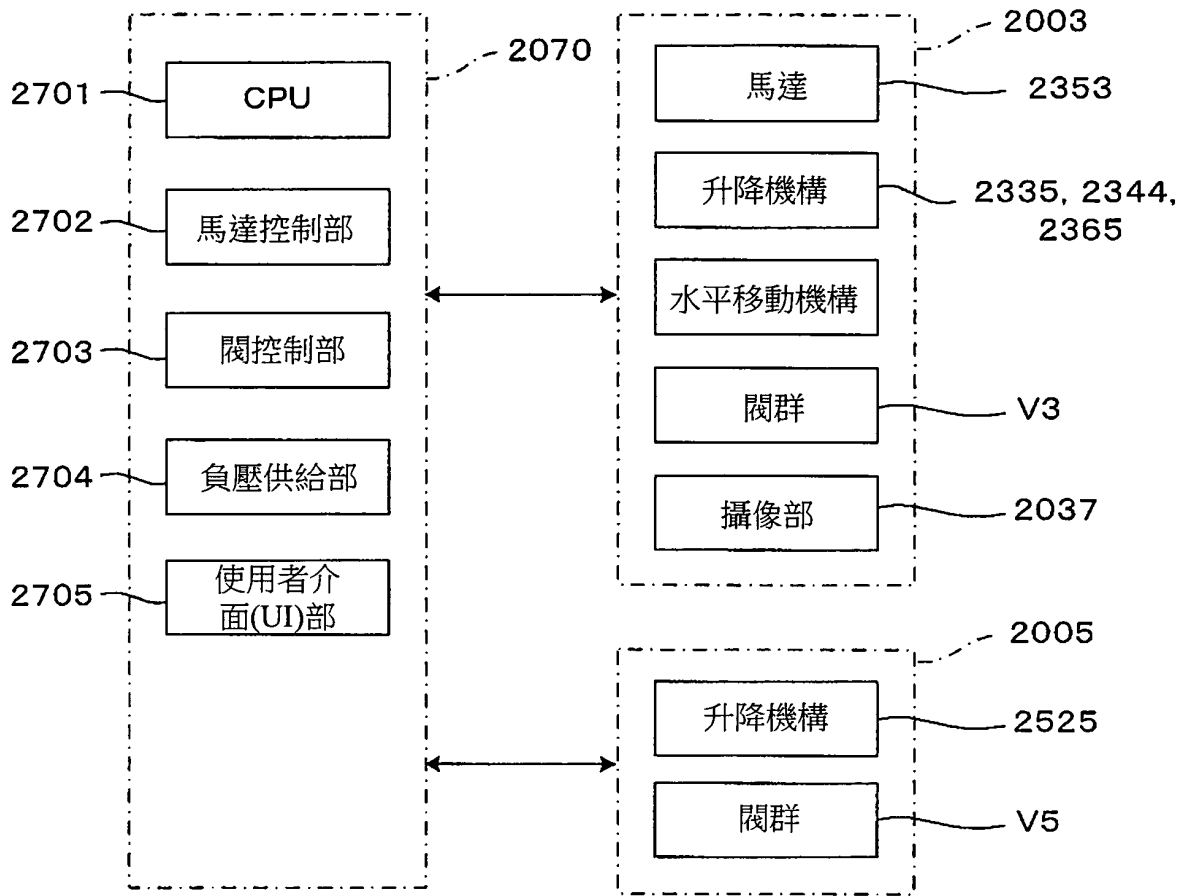 2070
2701
CPU
2702
馬達控制部
2703
閥控制部
2704
負壓供給部
2705
使用者介
面(UI)部
2003
馬達
2353
升降機構
2335, 2344,
2365
水平移動機構
閥群
V3
攝像部
2037
2005
升降機構
2525
閥群
V5